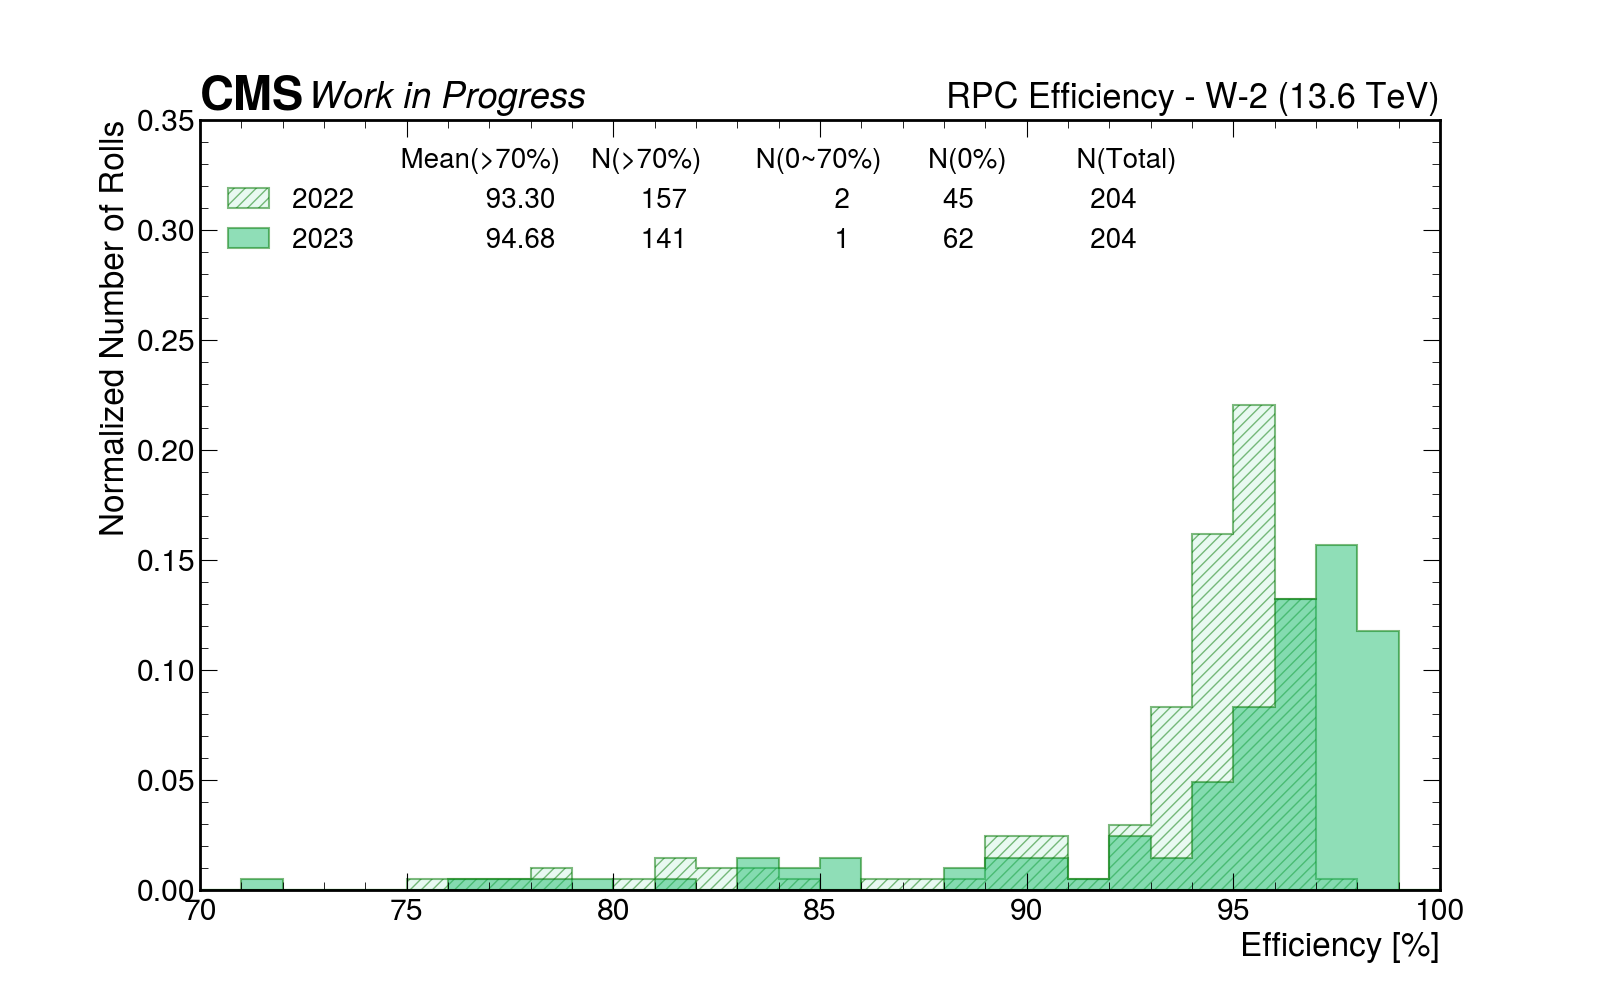 CMS Work in Progress RPC Efficiency - W-2 (13.6 TeV)
Normalized Number of Rolls
0.35
0.30
0.25
0.20
0.15
0.10
0.05
0.00
Mean(>70%) N(>70%) N(0~70%) N(0%) N(Total)
2022 93.30 157 2 45 204
2023 94.68 141 1 62 204
70 75 80 85 90 95 100
Efficiency [%]